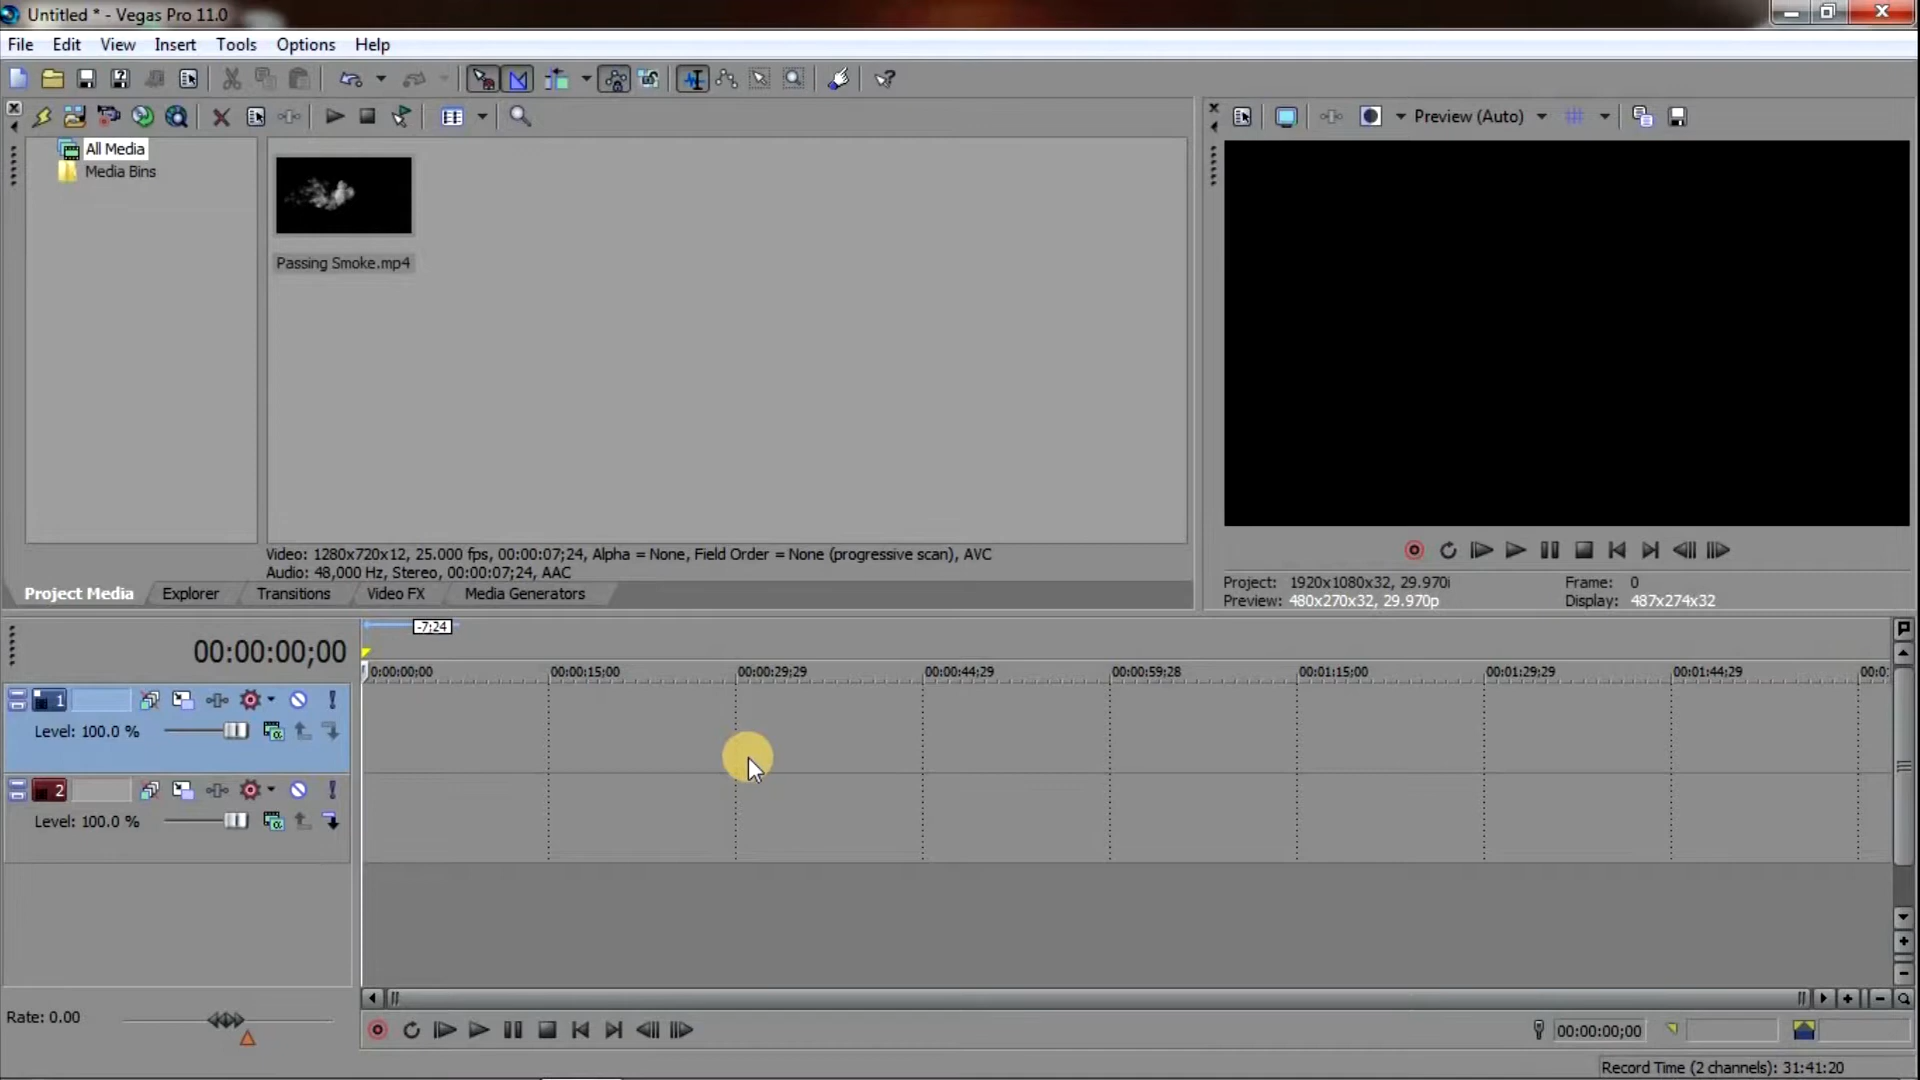 Untitled * - Vegas Pro 11.0
File Edit View Insert Tools Options Help
Preview (Auto)
All Media
Media Bins
Passing Smoke.mp4
Video: 1280x720x12, 25.000 fps, 00:00:07;24, Alpha = None, Field Order = None (progressive scan), AVC
Audio: 48,000 Hz, Stereo, 00:00:07;24, AAC
Project Media Explorer Transitions Video FX Media Generators
Project: 1920x1080x32, 29.970i Frame: 0
Preview: 480x270x32, 29.970p Display: 487x274x32
-7;24
00:00:00;00
0:00:00;00 00:00:15;00 00:00:29;29 00:00:44;29 00:00:59;28 00:01:15;00 00:01:29;29 00:01:44;29
1
Level: 100.0 %
2
Level: 100.0 %
Rate: 0.00
00:00:00;00
Record Time (2 channels): 31:41:20